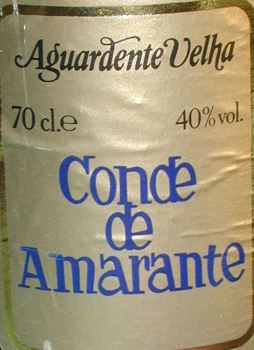 Aguardente Velha
70 cl.e 40% vol.
Conde
de
Amarante